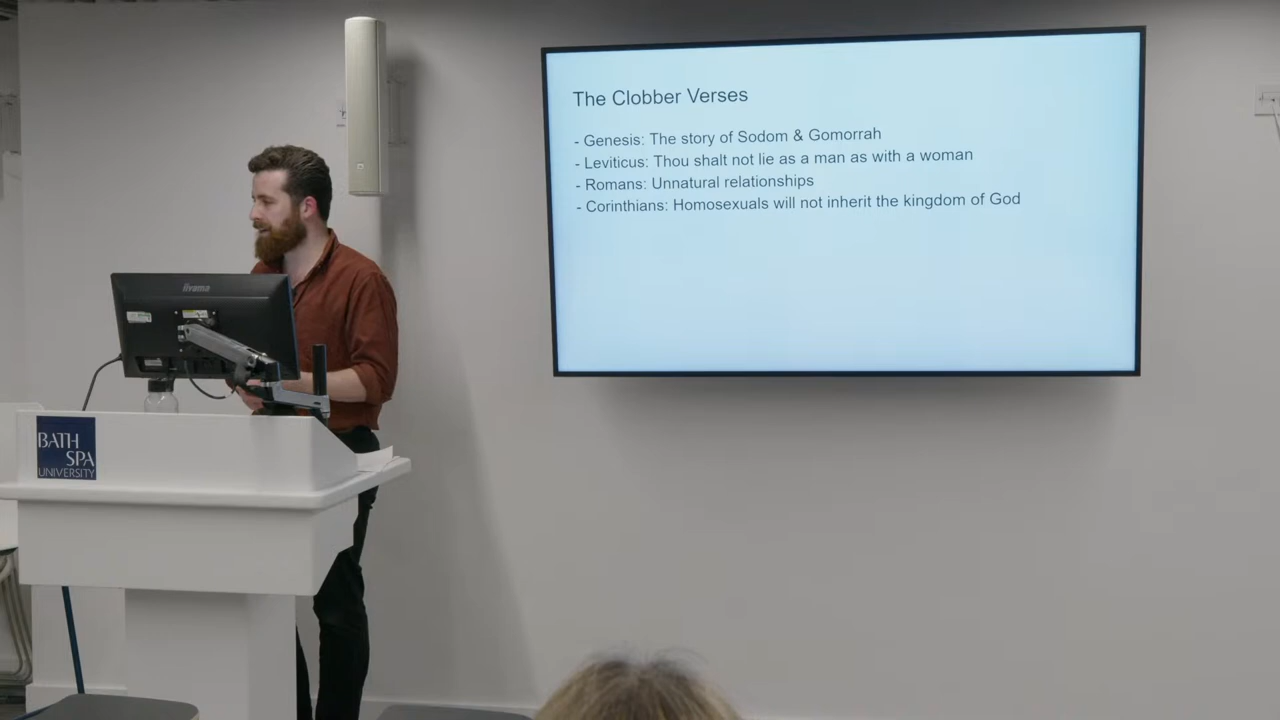 The Clobber Verses
- Genesis: The story of Sodom & Gomorrah
- Leviticus: Thou shalt not lie as a man as with a woman
- Romans: Unnatural relationships
- Corinthians: Homosexuals will not inherit the kingdom of God
iiyama
BATH
SPA
UNIVERSITY